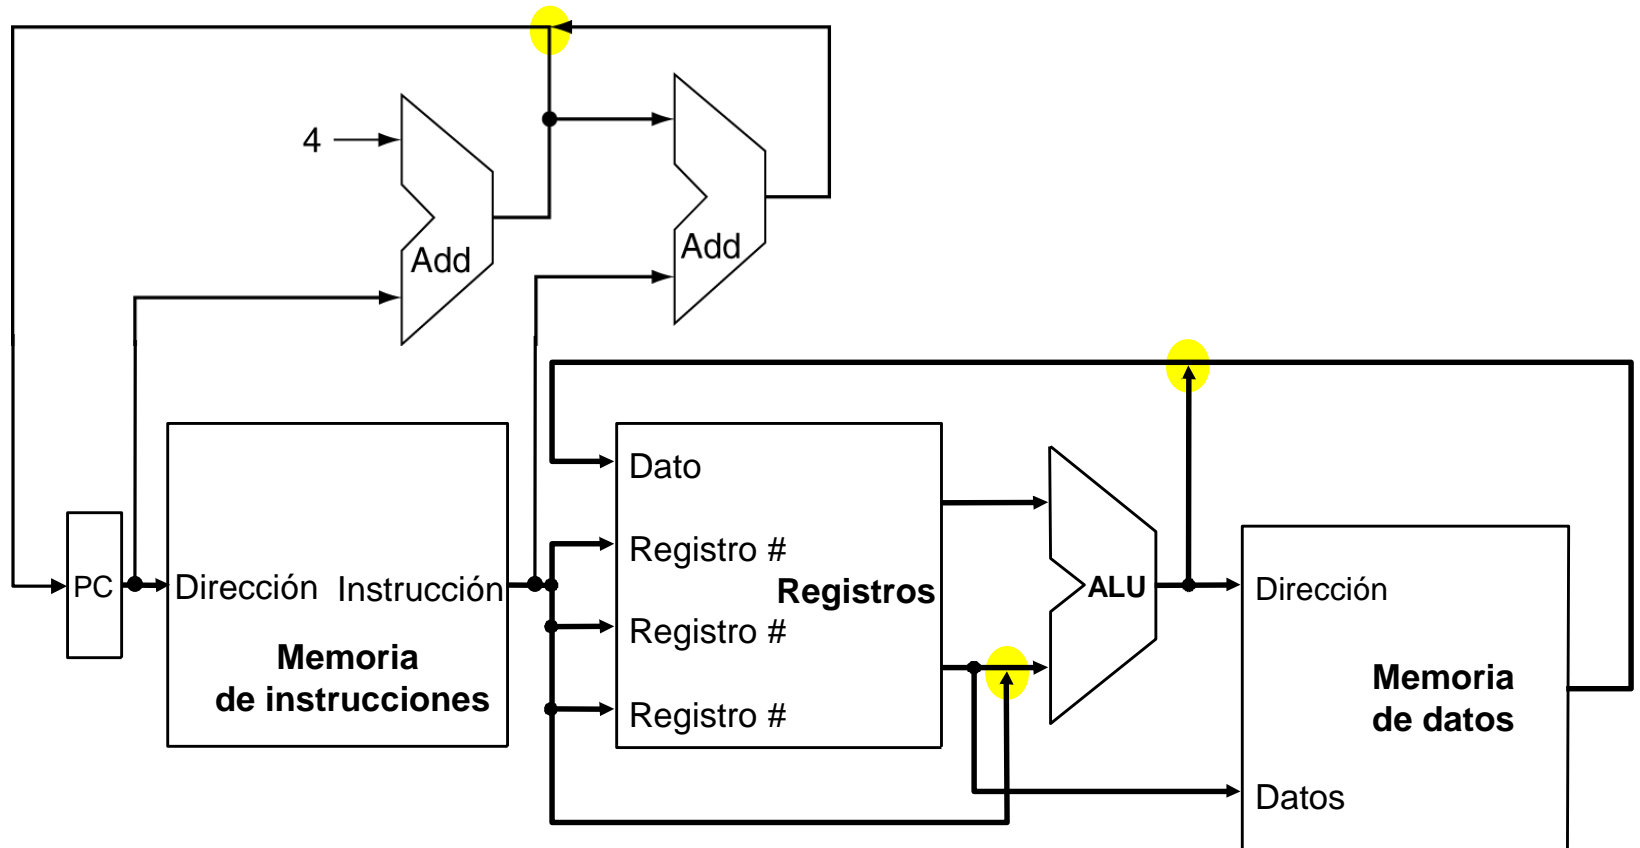 4
Add
Add
PC
Dirección
Instrucción
Memoria
de instrucciones
Dato
Registro #
Registro #
Registro #
Registros
ALU
Dirección
Memoria
de datos
Datos